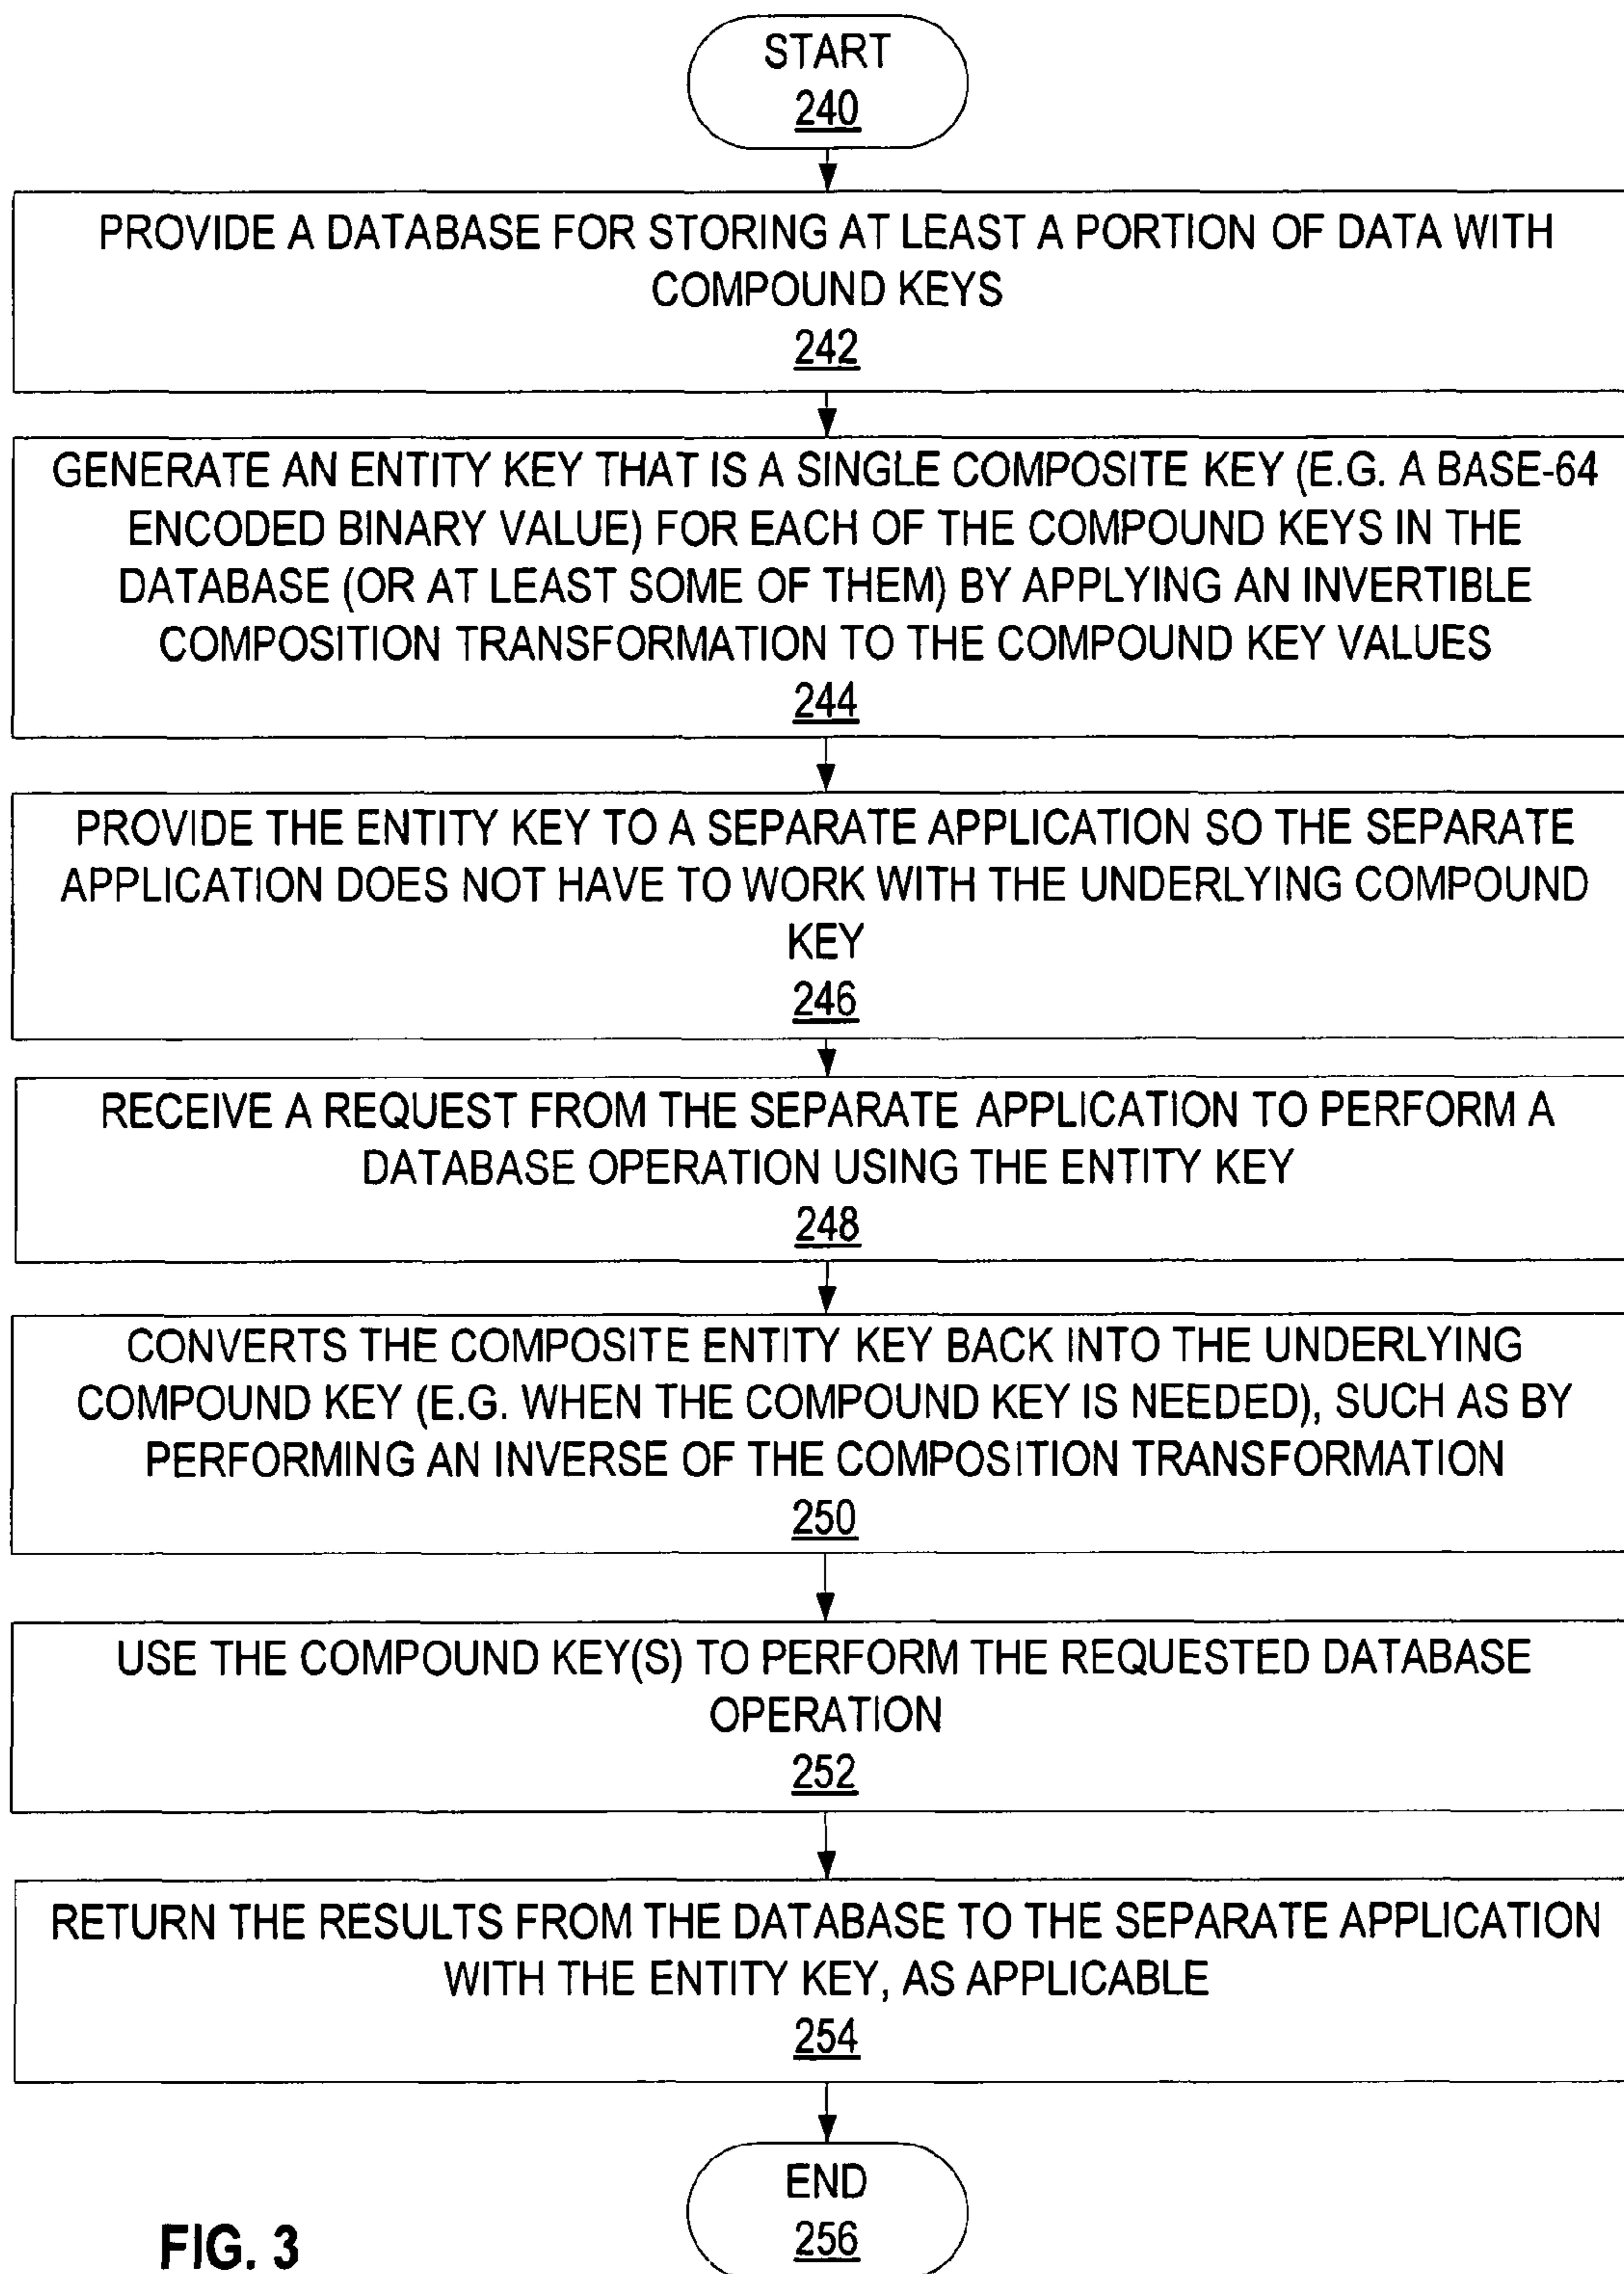 START
240
PROVIDE A DATABASE FOR STORING AT LEAST A PORTION OF DATA WITH
COMPOUND KEYS
242
GENERATE AN ENTITY KEY THAT IS A SINGLE COMPOSITE KEY (E.G. A BASE-64
ENCODED BINARY VALUE) FOR EACH OF THE COMPOUND KEYS IN THE
DATABASE (OR AT LEAST SOME OF THEM) BY APPLYING AN INVERTIBLE
COMPOSITION TRANSFORMATION TO THE COMPOUND KEY VALUES
244
PROVIDE THE ENTITY KEY TO A SEPARATE APPLICATION SO THE SEPARATE
APPLICATION DOES NOT HAVE TO WORK WITH THE UNDERLYING COMPOUND
KEY
246
RECEIVE A REQUEST FROM THE SEPARATE APPLICATION TO PERFORM A
DATABASE OPERATION USING THE ENTITY KEY
248
CONVERTS THE COMPOSITE ENTITY KEY BACK INTO THE UNDERLYING
COMPOUND KEY (E.G. WHEN THE COMPOUND KEY IS NEEDED), SUCH AS BY
PERFORMING AN INVERSE OF THE COMPOSITION TRANSFORMATION
250
USE THE COMPOUND KEY(S) TO PERFORM THE REQUESTED DATABASE
OPERATION
252
RETURN THE RESULTS FROM THE DATABASE TO THE SEPARATE APPLICATION
WITH THE ENTITY KEY, AS APPLICABLE
254
END
256
FIG. 3